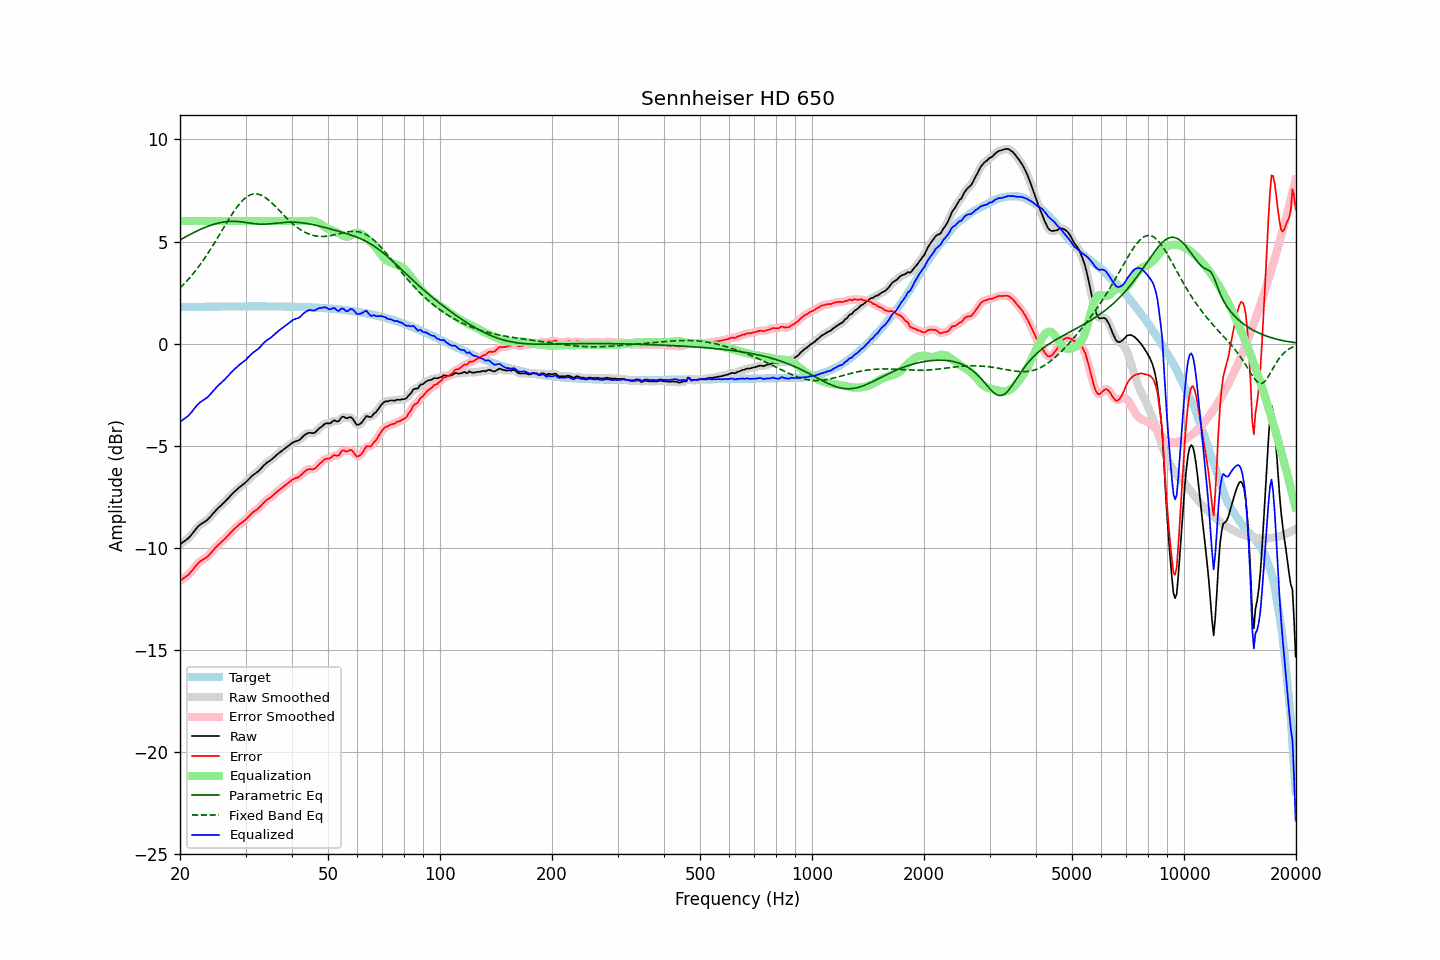 Sennheiser HD 650
10
5
0
−5
−10
−15
−20
−25
Amplitude (dBr)
Target
Raw Smoothed
Error Smoothed
Raw
Error
Equalization
Parametric Eq
Fixed Band Eq
Equalized
20 50 100 200 500 1000 2000 5000 10000 20000
Frequency (Hz)